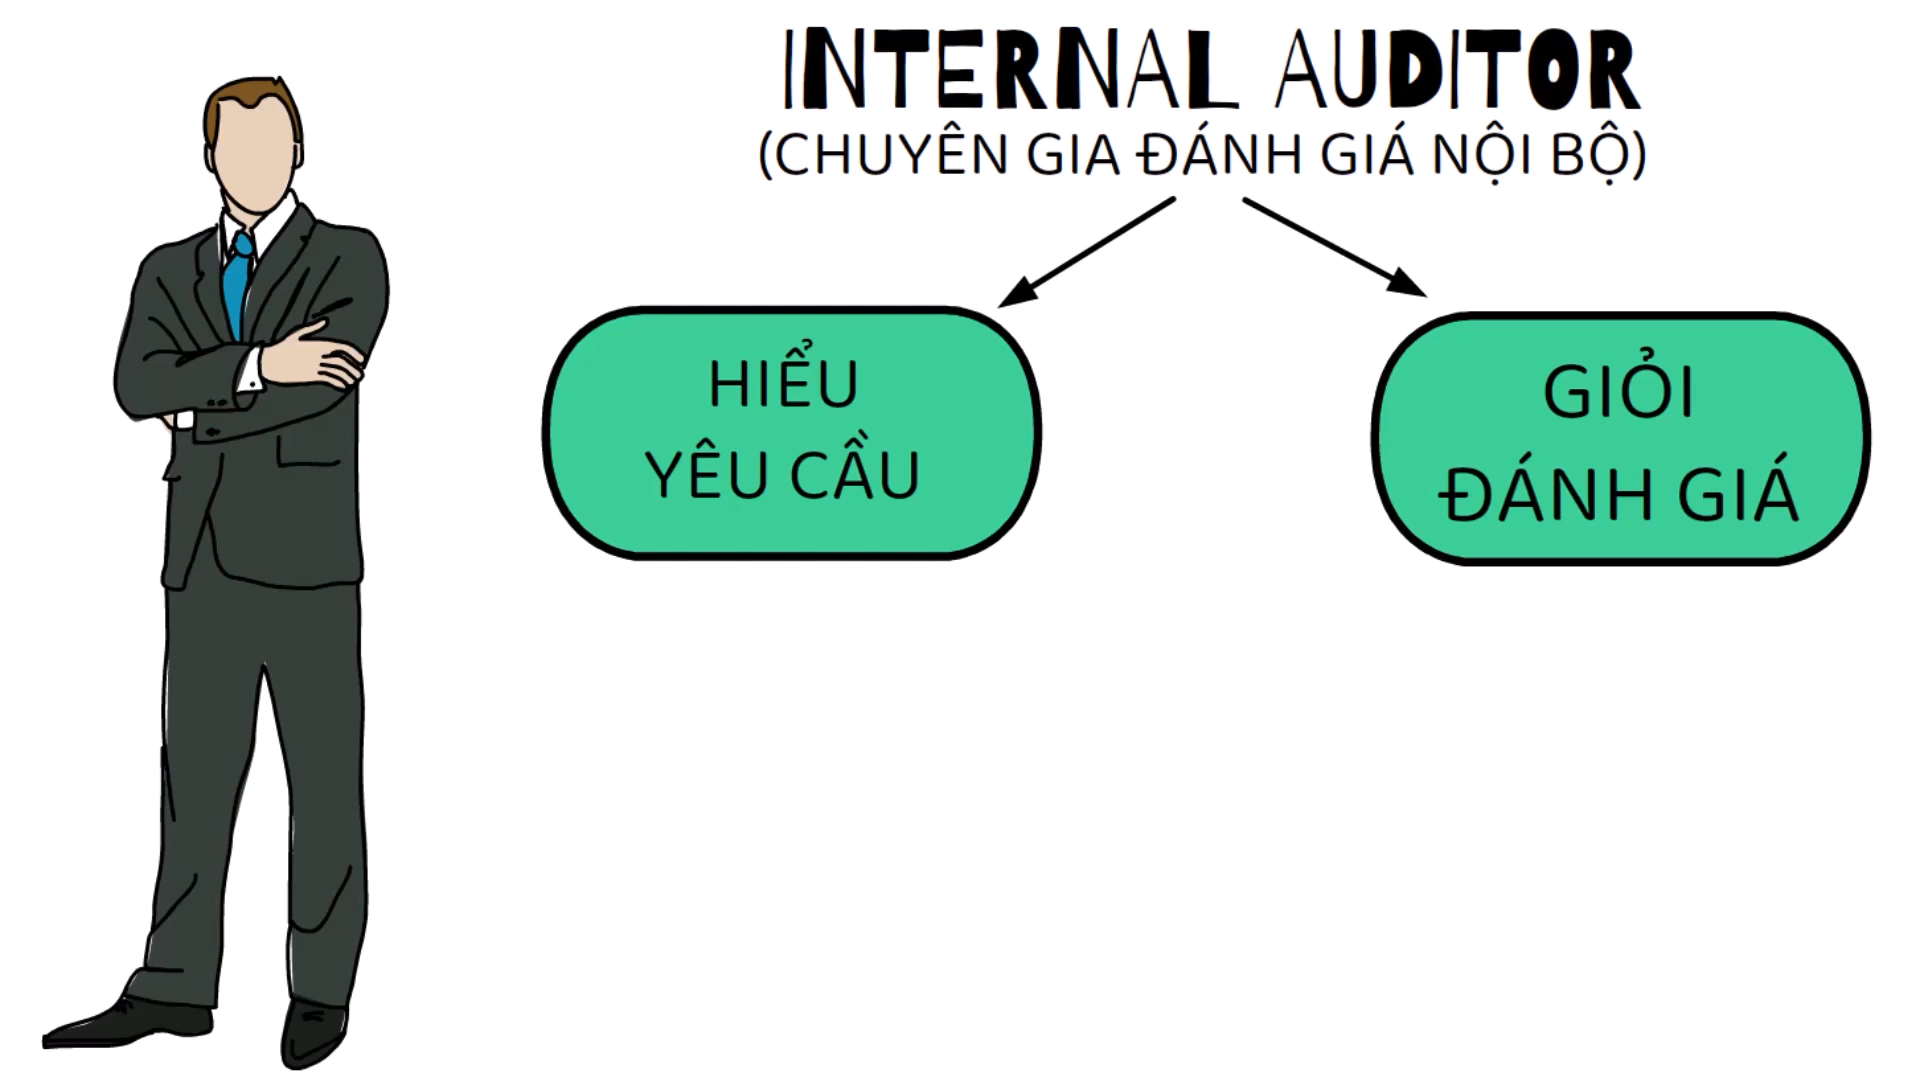 INTERNAL AUDITOR
(CHUYÊN GIA ĐÁNH GIÁ NỘI BỘ)
HIỂU
YÊU CẦU
GIỎI
ĐÁNH GIÁ